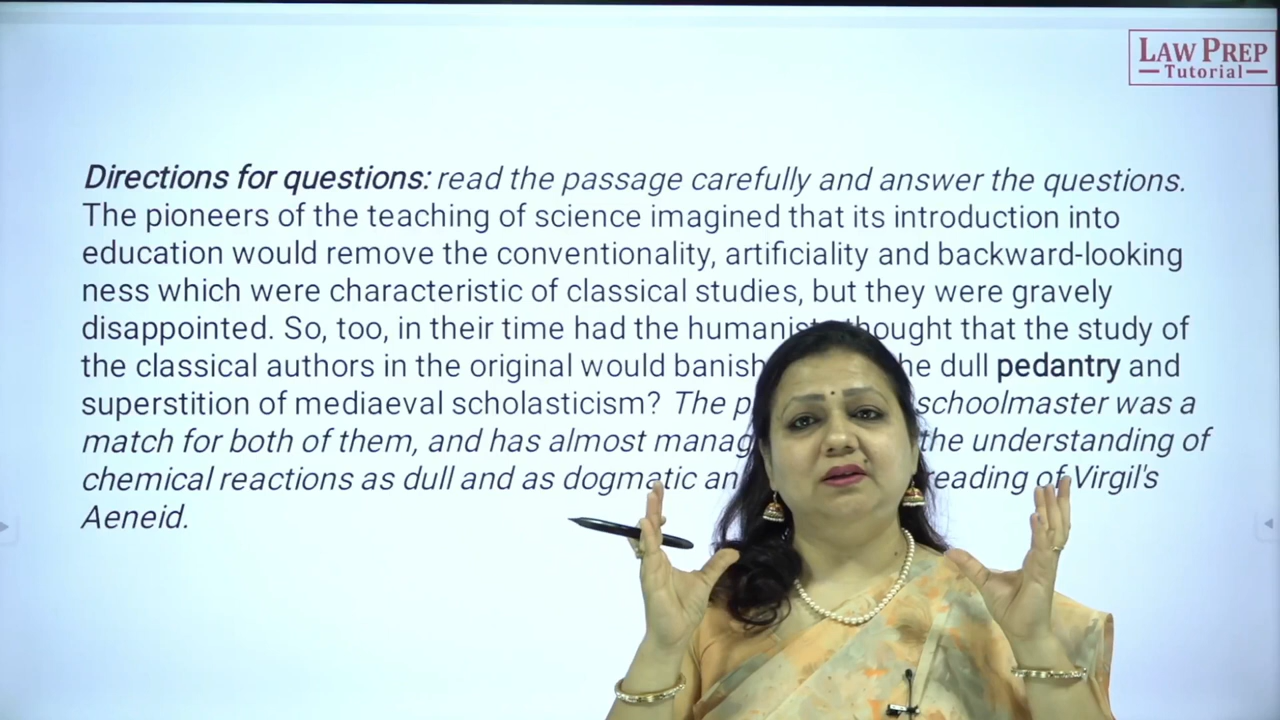 LAW PREP
Tutorial
Directions for questions: read the passage carefully and answer the questions.
The pioneers of the teaching of science imagined that its introduction into
education would remove the conventionality, artificiality and backward-looking
ness which were characteristic of classical studies, but they were gravely
disappointed. So, too, in their time had the humanists thought that the study of
the classical authors in the original would banish the dull pedantry and
superstition of mediaeval scholasticism? The schoolmaster was a
match for both of them, and has almost the understanding of
chemical reactions as dull and as dogmatic reading of Virgil's
Aeneid.